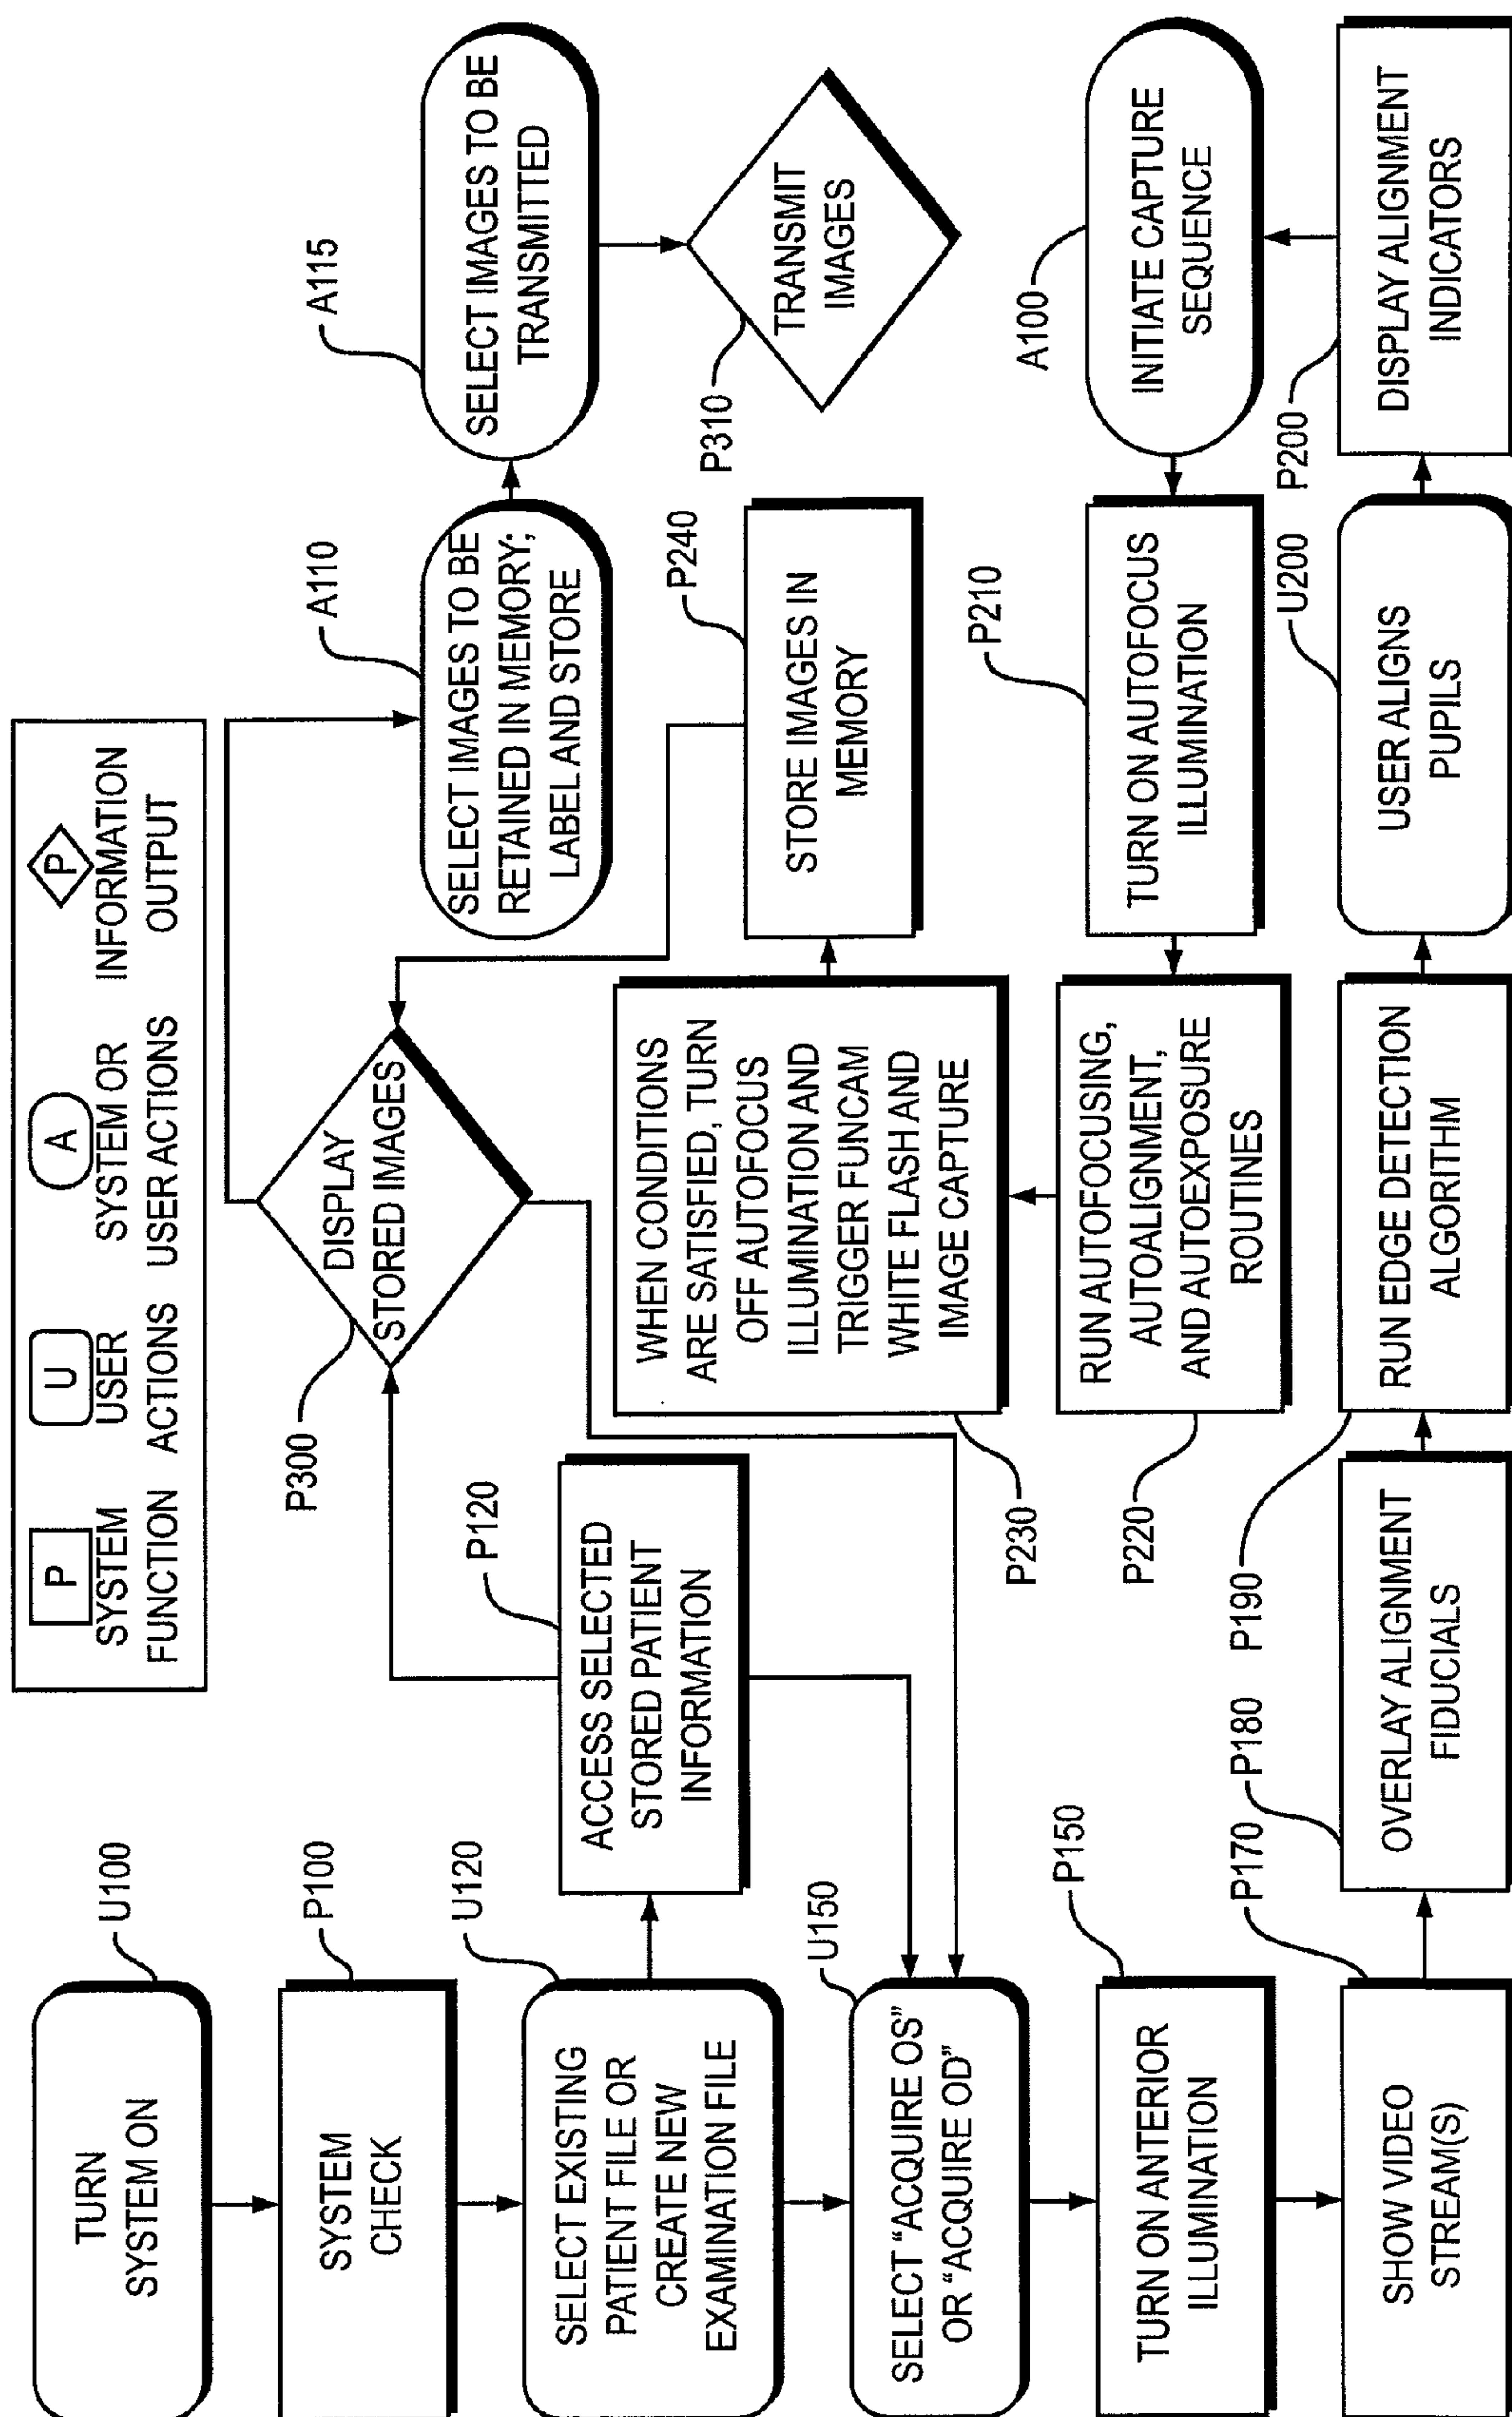 P
SYSTEM
FUNCTION
U
USER
ACTIONS
A
SYSTEM OR
USER ACTIONS
P
INFORMATION
OUTPUT
U100
TURN
SYSTEM ON
P100
SYSTEM
CHECK
U120
SELECT EXISTING
PATIENT FILE OR
CREATE NEW
EXAMINATION FILE
P120
ACCESS SELECTED
STORED PATIENT
INFORMATION
P300
DISPLAY
STORED IMAGES
A110
SELECT IMAGES TO BE
RETAINED IN MEMORY;
LABEL AND STORE
A115
SELECT IMAGES TO BE
TRANSMITTED
P310
TRANSMIT
IMAGES
U150
SELECT "ACQUIRE OS"
OR "ACQUIRE OD"
P150
TURN ON ANTERIOR
ILLUMINATION
P170
SHOW VIDEO
STREAM(S)
P180
OVERLAY ALIGNMENT
FIDUCIALS
P190
RUN EDGE DETECTION
ALGORITHM
U200
USER ALIGNS
PUPILS
P200
DISPLAY ALIGNMENT
INDICATORS
A100
INITIATE CAPTURE
SEQUENCE
P210
TURN ON AUTOFOCUS
ILLUMINATION
P220
RUN AUTOFOCUSING,
AUTOALIGNMENT,
AND AUTOEXPOSURE
ROUTINES
P230
WHEN CONDITIONS
ARE SATISFIED, TURN
OFF AUTOFOCUS
ILLUMINATION AND
TRIGGER FUNCAM
WHITE FLASH AND
IMAGE CAPTURE
P240
STORE IMAGES IN
MEMORY